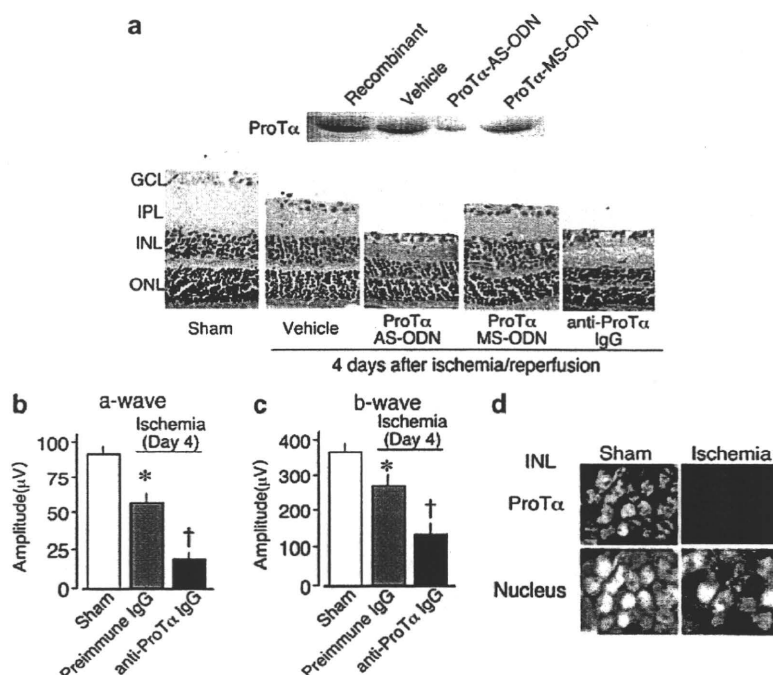 a
Recombinant
Vehicle
ProTα-AS-ODN
ProTα-MS-ODN
ProTα
GCL
IPL
INL
ONL
Sham
Vehicle
ProTα
AS-ODN
ProTα
MS-ODN
anti-ProTα
IgG
4 days after ischemia/reperfusion
b
a-wave
Ischemia
(Day 4)
Amplitude(μV)
100
75
50
25
0
*
†
Sham
Preimmune IgG
anti-ProTα IgG
c
b-wave
Ischemia
(Day 4)
Amplitude(μV)
400
300
200
100
0
*
†
Sham
Preimmune IgG
anti-ProTα IgG
d
Sham
Ischemia
INL
ProTα
Nucleus